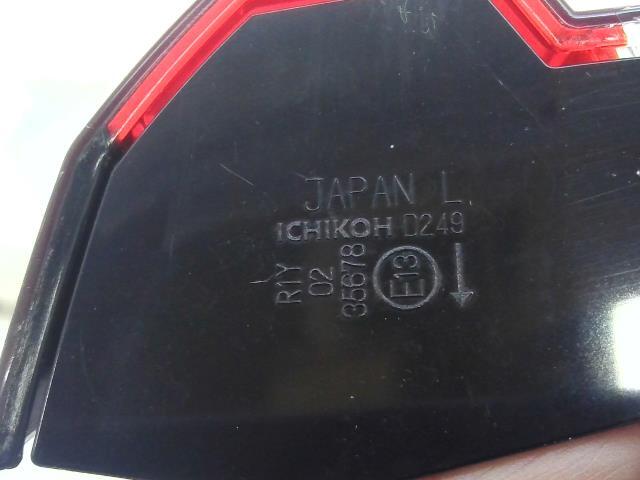 JAPAN L
ICHIKOH D249
R1Y
02
35678
E13